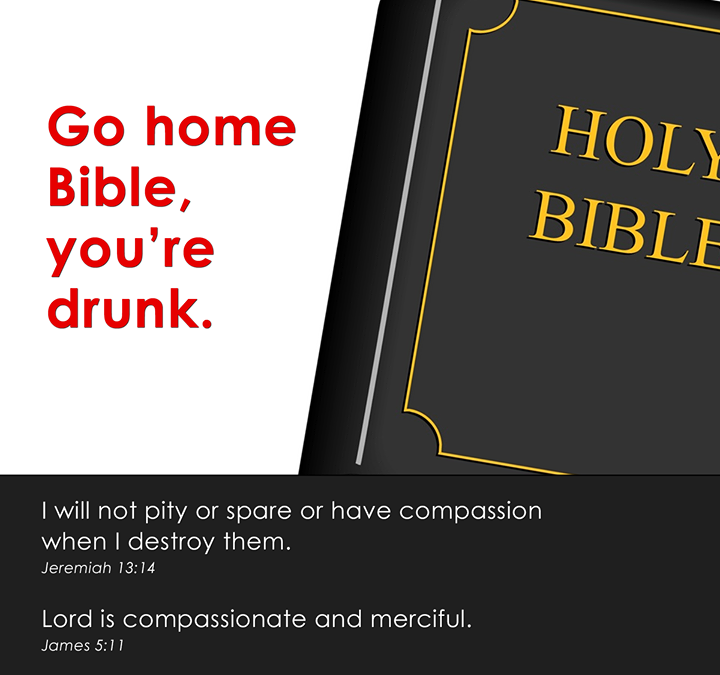 Go home
Bible,
you’re
drunk.
HOLY
BIBLE
I will not pity or spare or have compassion
when I destroy them.
Jeremiah 13:14
Lord is compassionate and merciful.
James 5:11